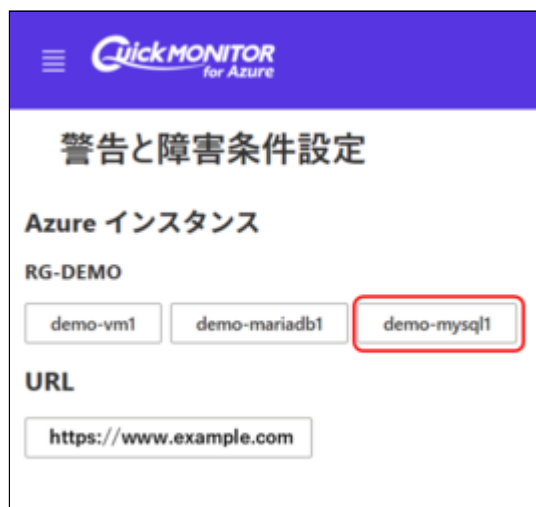 QuickMONITOR
for Azure
警告と障害条件設定
Azure インスタンス
RG-DEMO
demo-vm1 demo-mariadb1 demo-mysql1
URL
https://www.example.com